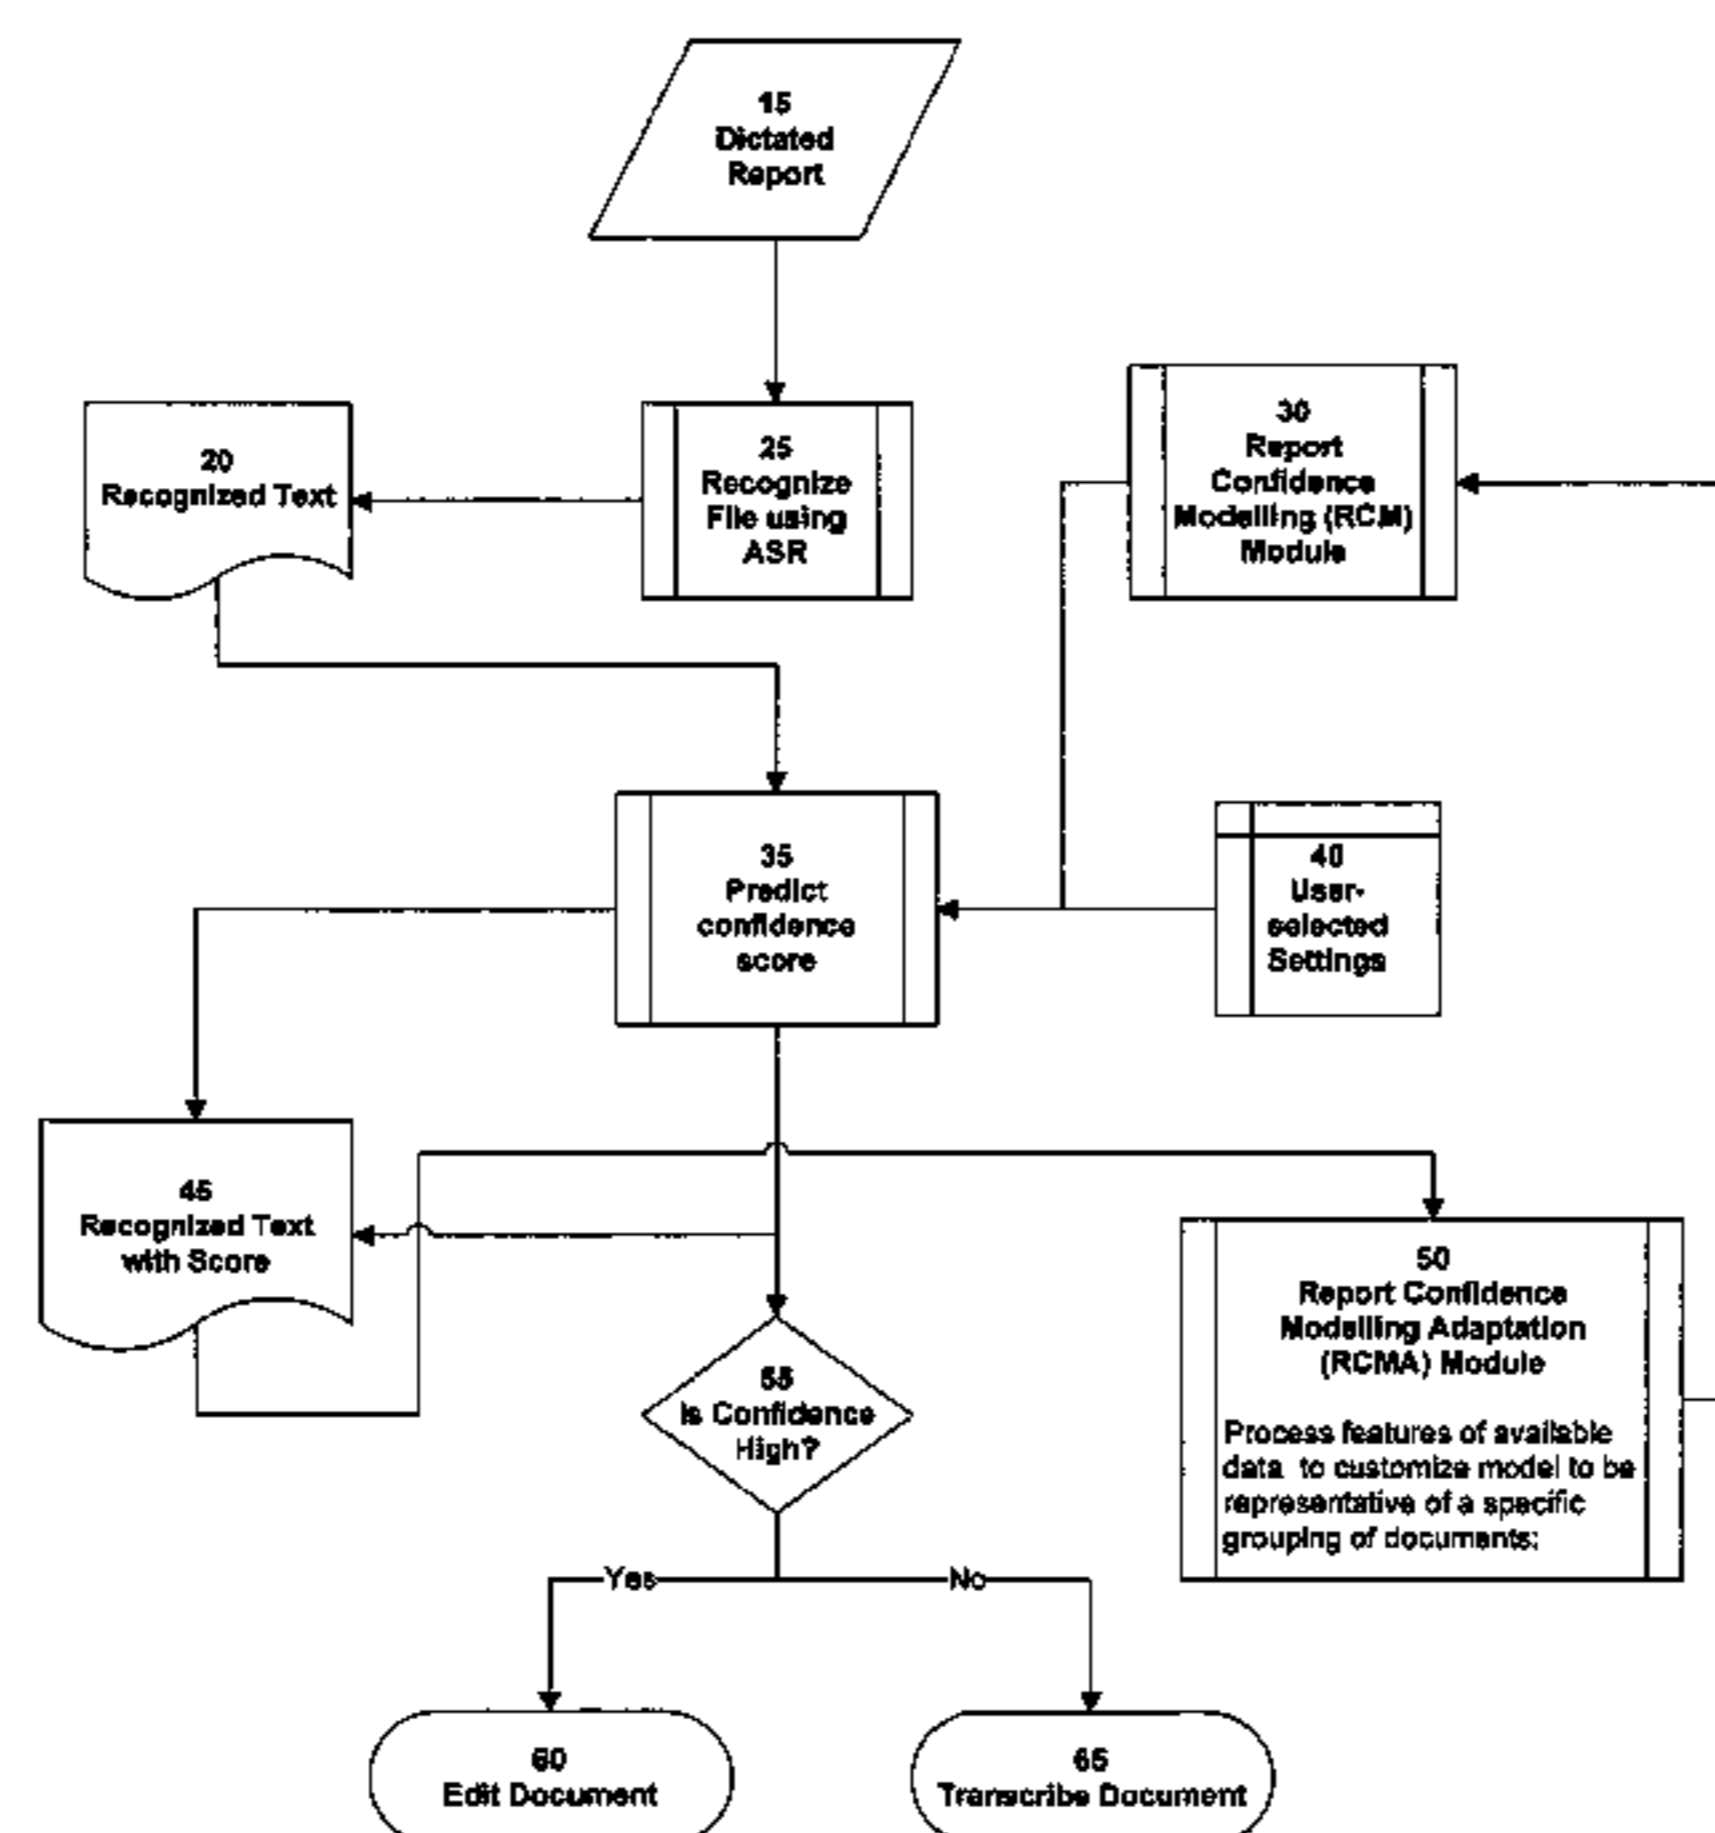 15
Dictated
Report
20
Recognized Text
25
Recognize
File using
ASR
30
Report
Confidence
Modelling (RCM)
Module
35
Predict
confidence
score
40
User-
selected
Settings
45
Recognized Text
with Score
50
Report Confidence
Modelling Adaptation
(RCMA) Module
Process features of available
data to customize model to be
representative of a specific
grouping of documents:
55
Is Confidence
High?
Yes
No
60
Edit Document
65
Transcribe Document